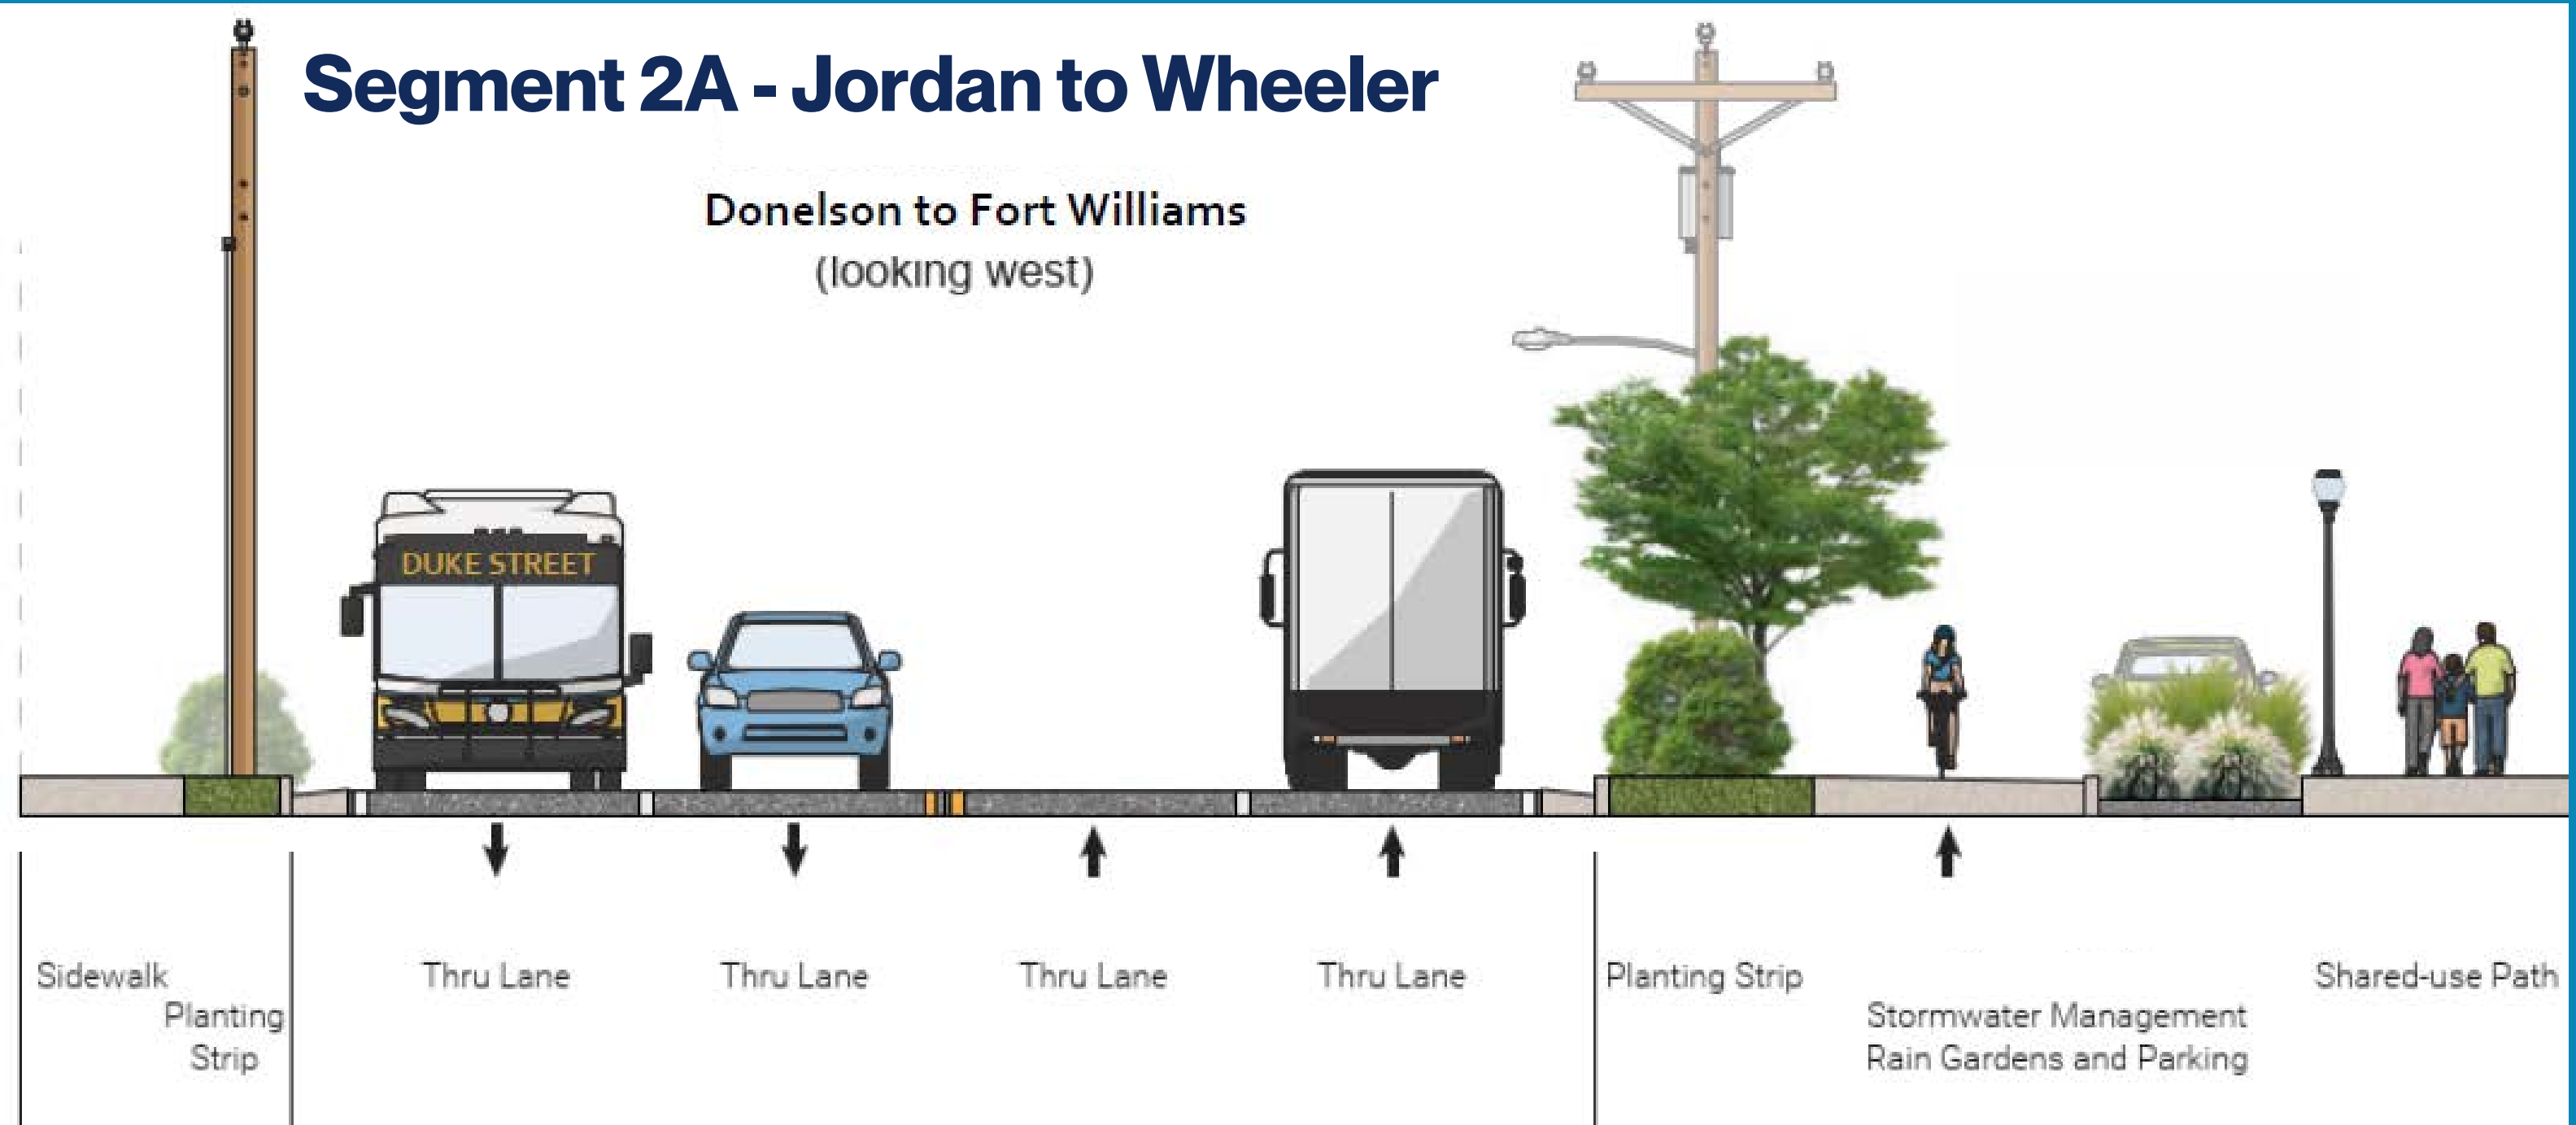 Segment 2A - Jordan to Wheeler
Donelson to Fort Williams
(looking west)
DUKE STREET
Sidewalk
Planting
Strip
Thru Lane
Thru Lane
Thru Lane
Thru Lane
Planting Strip
Stormwater Management
Rain Gardens and Parking
Shared-use Path